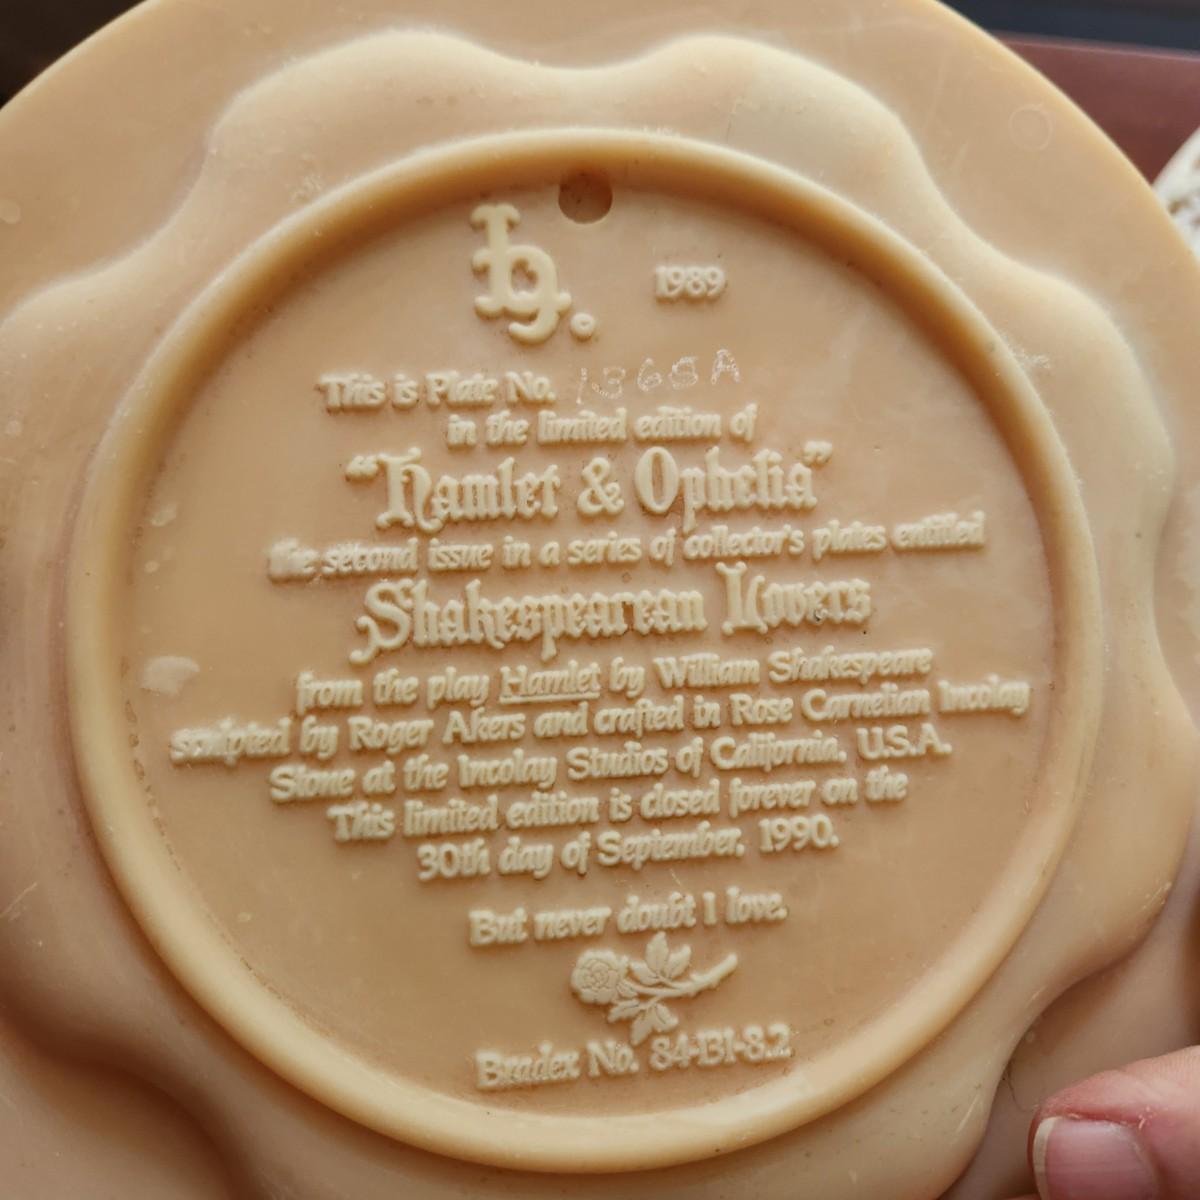 1989
This is Plate No. 1368A
in the limited edition of
“Hamlet & Ophelia”
The second issue in a series of collector's plates entitled
Shakespearean Lovers
from the play Hamlet by William Shakespeare
sculpted by Roger Akers and crafted in Rose Carnelian Incolay
Stone at the Incolay Studios of California, U.S.A.
This limited edition is closed forever on the
30th day of September, 1990.
But never doubt I love.
Bradex No. 84-I31-8.2